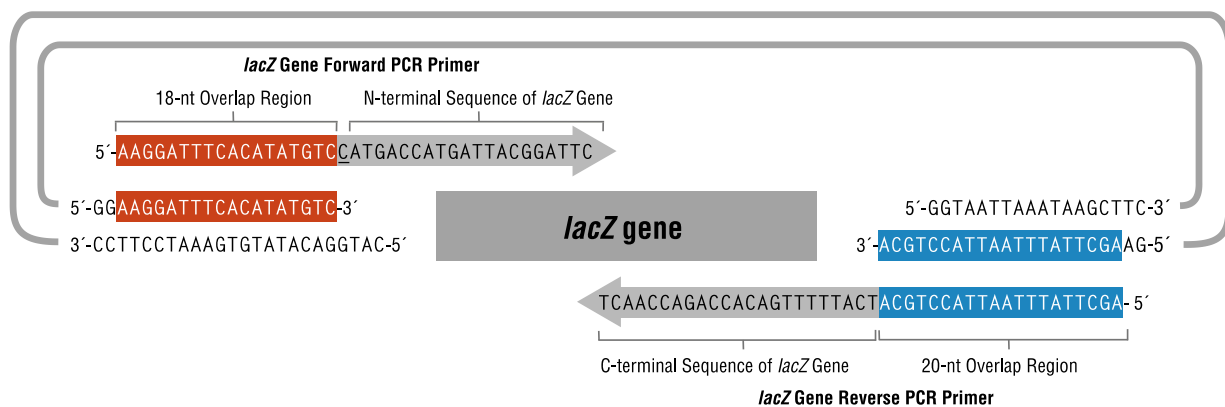 lacZ Gene Forward PCR Primer
18-nt Overlap Region
N-terminal Sequence of lacZ Gene
5´-AAGGATTTCACATATGTCCATGACCATGATTACGGATTC
5´-GGAAGGATTTCACATATGTC-3´
3´-CCTTCCTAAAGTGTATACAGGTAC-5´
lacZ gene
5´-GGTAATTAAATAAGCTTC-3´
3´-ACGTCCATTAATTTATTCGAAG-5´
TCAACCAGACCACAGTTTTTACTACGTCCATTAATTTATTCGA-5´
C-terminal Sequence of lacZ Gene
20-nt Overlap Region
lacZ Gene Reverse PCR Primer